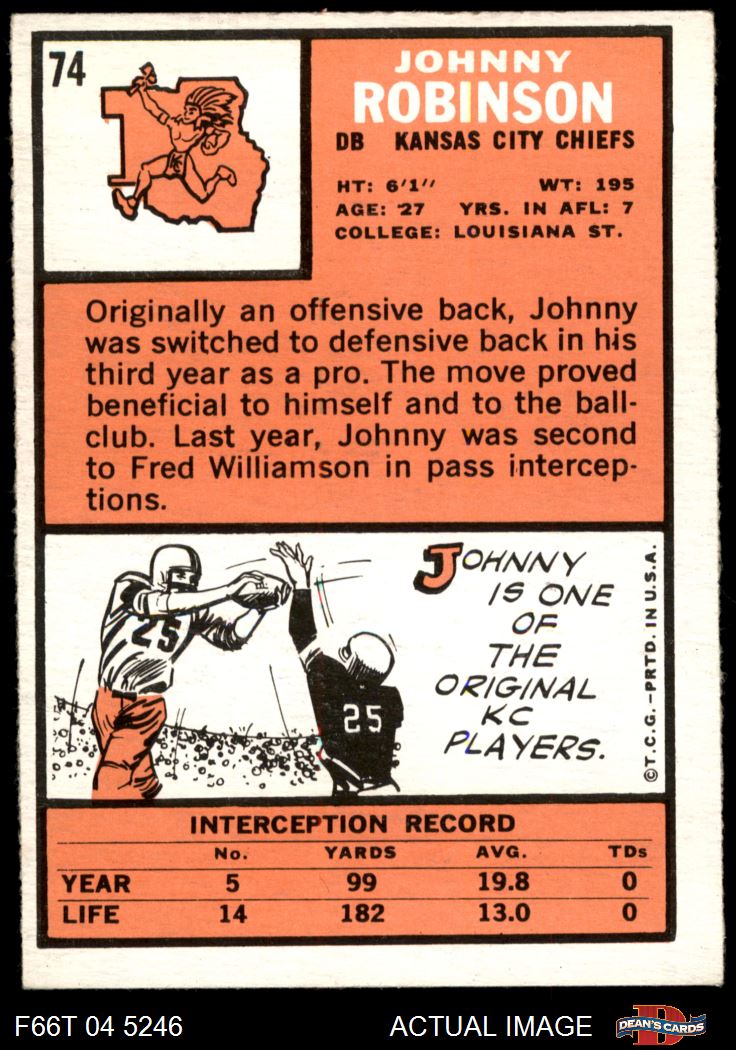 74
JOHNNY
ROBINSON
DB KANSAS CITY CHIEFS
HT: 6'1" WT: 195
AGE: 27 YRS. IN AFL: 7
COLLEGE: LOUISIANA ST.
KC
Originally an offensive back, Johnny
was switched to defensive back in his
third year as a pro. The move proved
beneficial to himself and to the ball-
club. Last year, Johnny was second
to Fred Williamson in pass intercep-
tions.
25
25
JOHNNY
IS ONE
OF
THE
ORIGINAL
KC
PLAYERS.
©T.C.G.-PRTD. IN U.S.A.
INTERCEPTION RECORD
No. YARDS AVG. TDs
YEAR 5 99 19.8 0
LIFE 14 182 13.0 0
F66T 04 5246 ACTUAL IMAGE DEAN'S CARDS